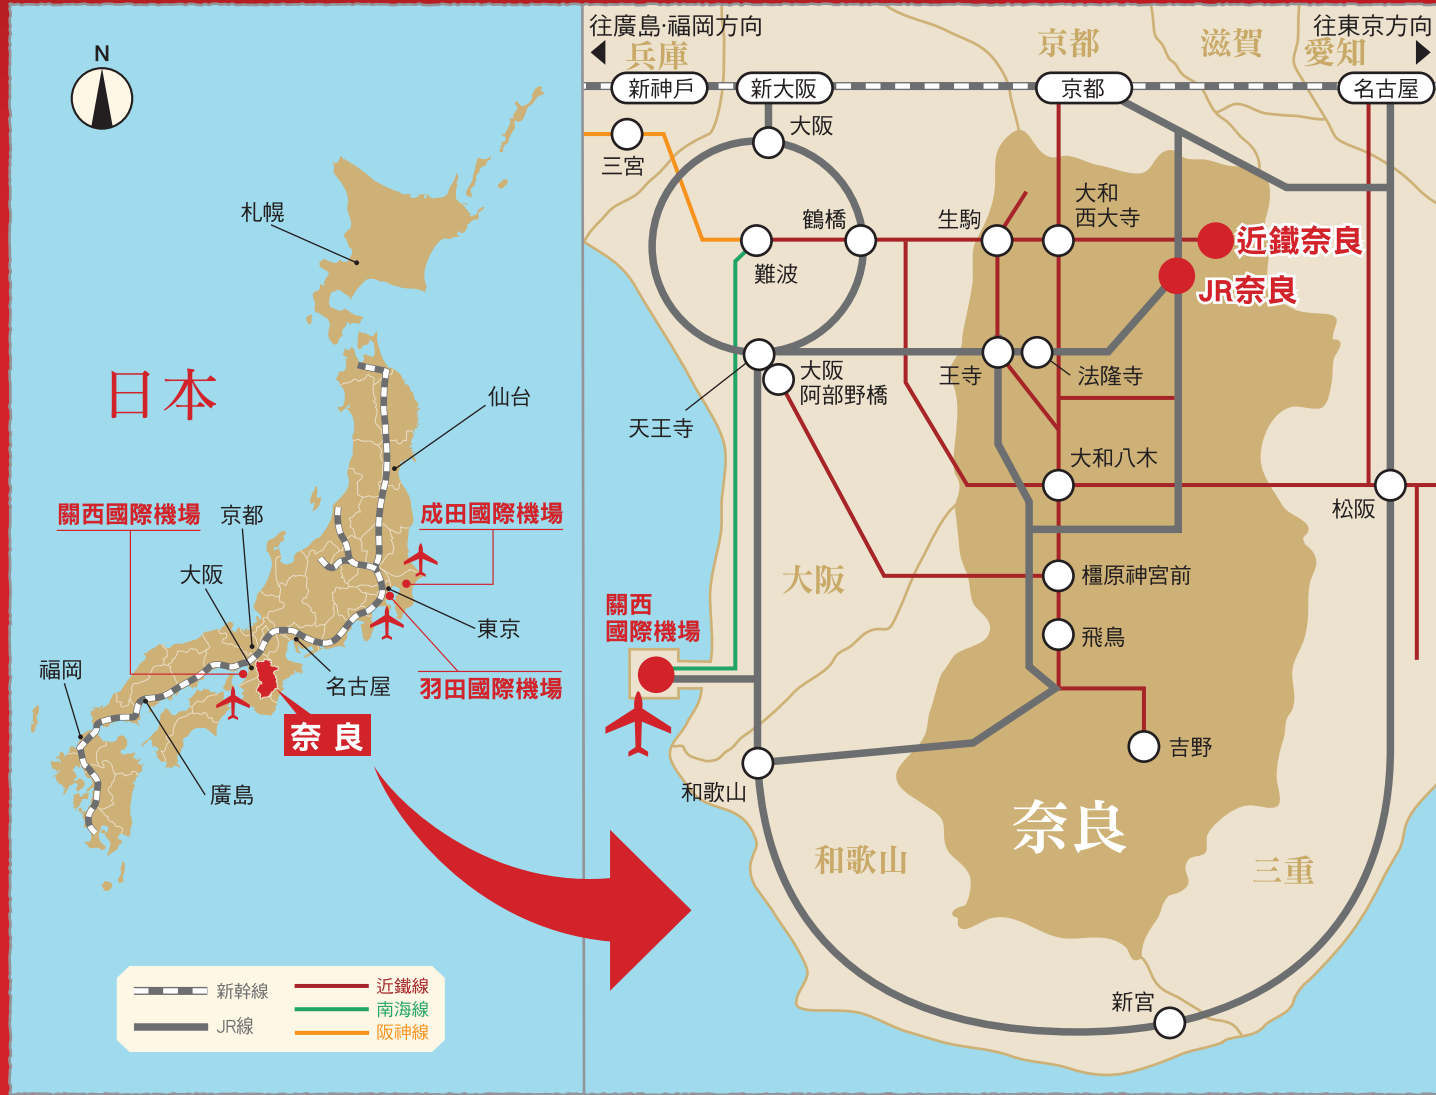 N
札幌
日本
仙台
關西國際機場
京都
成田國際機場
大阪
東京
福岡
名古屋
羽田國際機場
奈良
廣島
新幹線
JR線
近鐵線
南海線
阪神線
往廣島·福岡方向
往東京方向
兵庫
京都
滋賀
愛知
新神戶
新大阪
京都
名古屋
大阪
三宮
鶴橋
生駒
大和
西大寺
近鐵奈良
難波
JR奈良
大阪
阿部野橋
王寺
法隆寺
天王寺
大和八木
松阪
大阪
橿原神宮前
關西
國際機場
飛鳥
吉野
和歌山
奈良
和歌山
三重
新宮